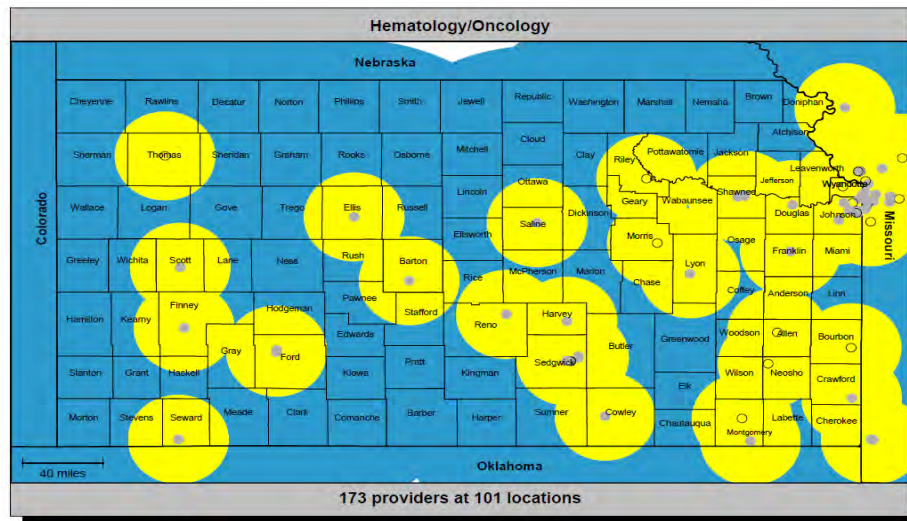 Hematology/Oncology
Nebraska
Cheyenne Rawlins Decatur Norton Phillips Smith Jewell Republic Washington Marshall Nemaha Brown Doniphan
Atchison
Sherman Thomas Sheridan Graham Rooks Osborne Mitchell Cloud Clay Riley Pottawatomie Jackson Jefferson Leavenworth
Wyandotte
Wallace Logan Gove Trego Ellis Russell Lincoln Ottawa Dickinson Geary Wabaunsee Shawnee Douglas Johnson
Colorado
Missouri
Ellsworth Saline Morris Osage Franklin Miami
Greeley Wichita Scott Lane Ness Rush Barton Rice McPherson Marion Chase Lyon Coffey Anderson Linn
Hamilton Kearny Finney Hodgeman Pawnee Stafford Reno Harvey Butler Greenwood Woodson Allen Bourbon
Gray Ford Edwards
Stanton Grant Haskell Kiowa Pratt Kingman Sedgwick Elk Wilson Neosho Crawford
Morton Stevens Seward Meade Clark Comanche Barber Harper Sumner Cowley Chautauqua Montgomery Labette Cherokee
40 miles
Oklahoma
173 providers at 101 locations